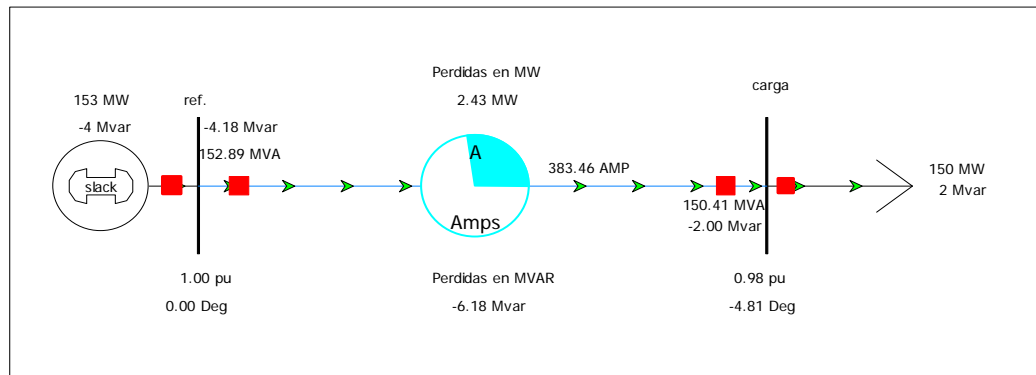 153 MW
-4 Mvar
slack
ref.
-4.18 Mvar
152.89 MVA
1.00 pu
0.00 Deg
Perdidas en MW
2.43 MW
A
Amps
383.46 AMP
Perdidas en MVAR
-6.18 Mvar
carga
150.41 MVA
-2.00 Mvar
0.98 pu
-4.81 Deg
150 MW
2 Mvar